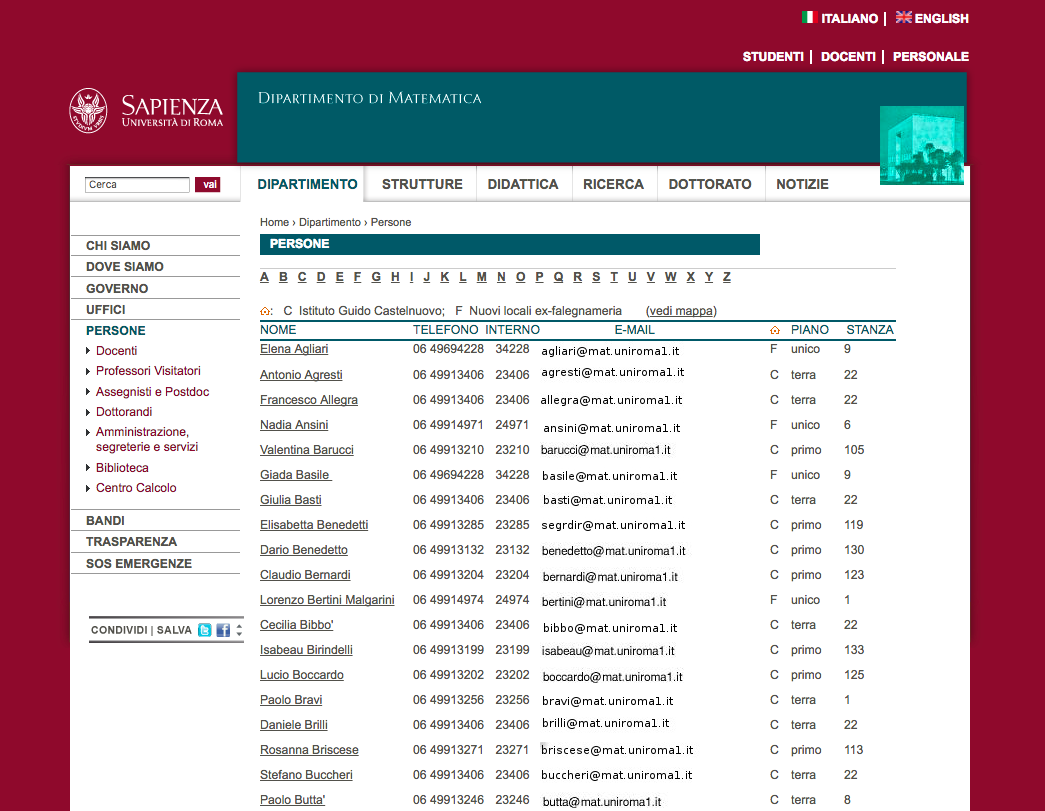 ITALIANO | ENGLISH
STUDENTI | DOCENTI | PERSONALE
SAPIENZA
UNIVERSITÀ DI ROMA
DIPARTIMENTO DI MATEMATICA
Cerca vai
DIPARTIMENTO STRUTTURE DIDATTICA RICERCA DOTTORATO NOTIZIE
CHI SIAMO
DOVE SIAMO
GOVERNO
UFFICI
PERSONE
Docenti
Professori Visitatori
Assegnisti e Postdoc
Dottorandi
Amministrazione,
segreterie e servizi
Biblioteca
Centro Calcolo
BANDI
TRASPARENZA
SOS EMERGENZE
CONDIVIDI | SALVA
Home › Dipartimento › Persone
PERSONE
A B C D E F G H I J K L M N O P Q R S T U V W X Y Z
: C Istituto Guido Castelnuovo; F Nuovi locali ex-falegnameria (vedi mappa)
NOME TELEFONO INTERNO E-MAIL PIANO STANZA
Elena Agliari 06 49694228 34228 agliari@mat.uniroma1.it F unico 9
Antonio Agresti 06 49913406 23406 agresti@mat.uniroma1.it C terra 22
Francesco Allegra 06 49913406 23406 allegra@mat.uniroma1.it C terra 22
Nadia Ansini 06 49914971 24971 ansini@mat.uniroma1.it F unico 6
Valentina Barucci 06 49913210 23210 barucci@mat.uniroma1.it C primo 105
Giada Basile 06 49694228 34228 basile@mat.uniroma1.it F unico 9
Giulia Basti 06 49913406 23406 basti@mat.uniroma1.it C terra 22
Elisabetta Benedetti 06 49913285 23285 segrdir@mat.uniroma1.it C primo 119
Dario Benedetto 06 49913132 23132 benedetto@mat.uniroma1.it C primo 130
Claudio Bernardi 06 49913204 23204 bernardi@mat.uniroma1.it C primo 123
Lorenzo Bertini Malgarini 06 49914974 24974 bertini@mat.uniroma1.it F unico 1
Cecilia Bibbo' 06 49913406 23406 bibbo@mat.uniroma1.it C terra 22
Isabeau Birindelli 06 49913199 23199 isabeau@mat.uniroma1.it C primo 133
Lucio Boccardo 06 49913202 23202 boccardo@mat.uniroma1.it C primo 125
Paolo Bravi 06 49913256 23256 bravi@mat.uniroma1.it C terra 1
Daniele Brilli 06 49913406 23406 brilli@mat.uniroma1.it C terra 22
Rosanna Briscese 06 49913271 23271 briscese@mat.uniroma1.it C primo 113
Stefano Buccheri 06 49913406 23406 buccheri@mat.uniroma1.it C terra 22
Paolo Butta' 06 49913246 23246 butta@mat.uniroma1.it C terra 8